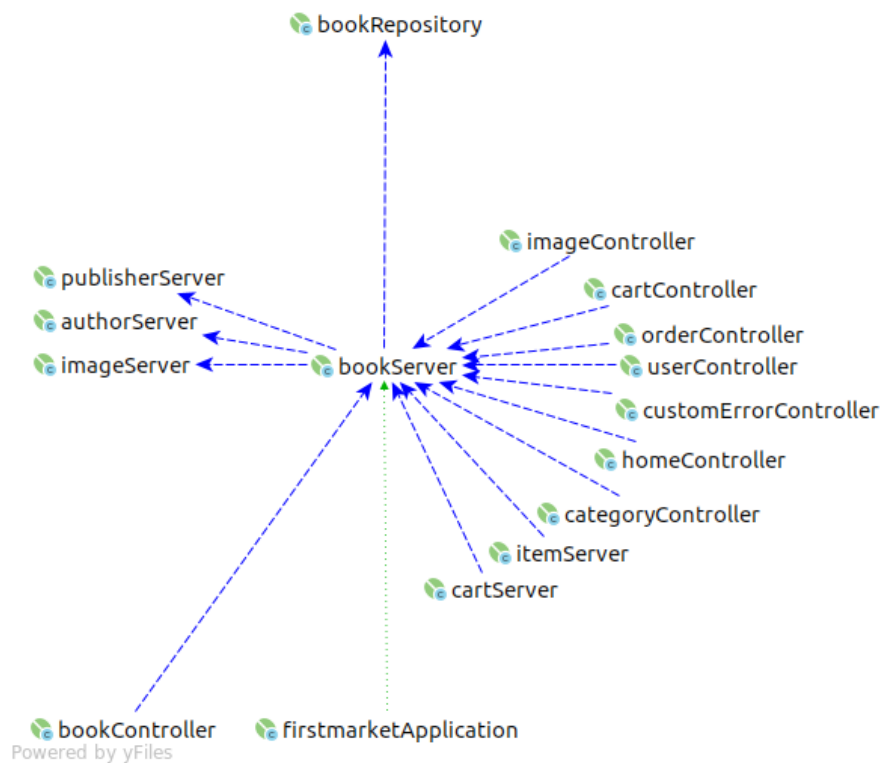 bookRepository
imageController
publisherServer
cartController
authorServer
orderController
imageServer
bookServer
userController
customErrorController
homeController
categoryController
itemServer
cartServer
bookController
firstmarketApplication
Powered by yFiles